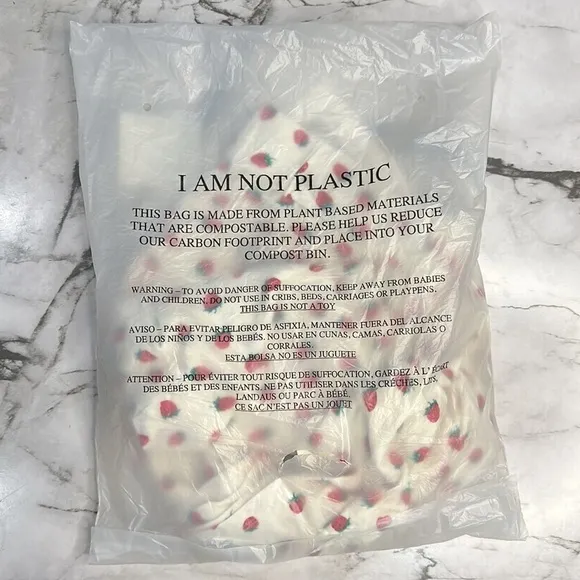 I AM NOT PLASTIC
THIS BAG IS MADE FROM PLANT BASED MATERIALS
THAT ARE COMPOSTABLE. PLEASE HELP US REDUCE
OUR CARBON FOOTPRINT AND PLACE INTO YOUR
COMPOST BIN.
WARNING – TO AVOID DANGER OF SUFFOCATION, KEEP AWAY FROM BABIES
AND CHILDREN. DO NOT USE IN CRIBS, BEDS, CARRIAGES OR PLAYPENS.
THIS BAG IS NOT A TOY
AVISO – PARA EVITAR PELIGRO DE ASFIXIA, MANTENER FUERA DEL ALCANCE
DE LOS NIÑOS Y DE LOS BEBÉS. NO USAR EN CUNAS, CAMAS, CARRIOLAS O
CORRALES.
ESTA BOLSA NO ES UN JUGUETE
ATTENTION – POUR ÉVITER TOUT RISQUE DE SUFFOCATION, GARDEZ À L' ÉCART
DES BÉBÉS ET DES ENFANTS. NE PAS UTILISER DANS LES CRÈCHES, LITS,
LANDAUS OU PARC À BÉBÉ.
CE SAC N'EST PAS UN JOUET